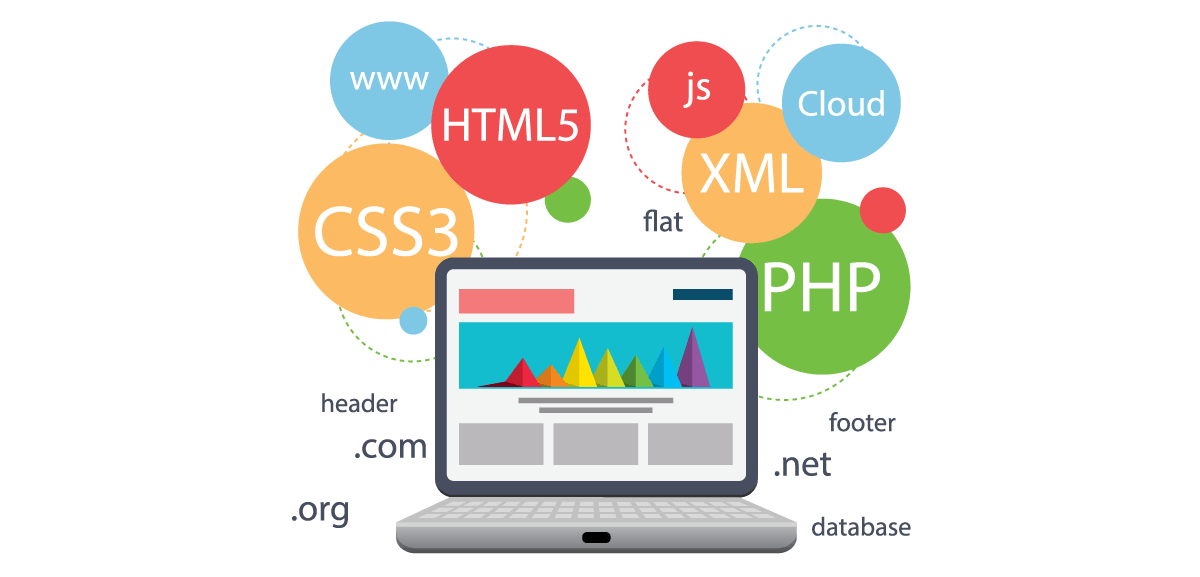 www
HTML5
CSS3
js
Cloud
XML
flat
PHP
header
.com
.org
footer
.net
database